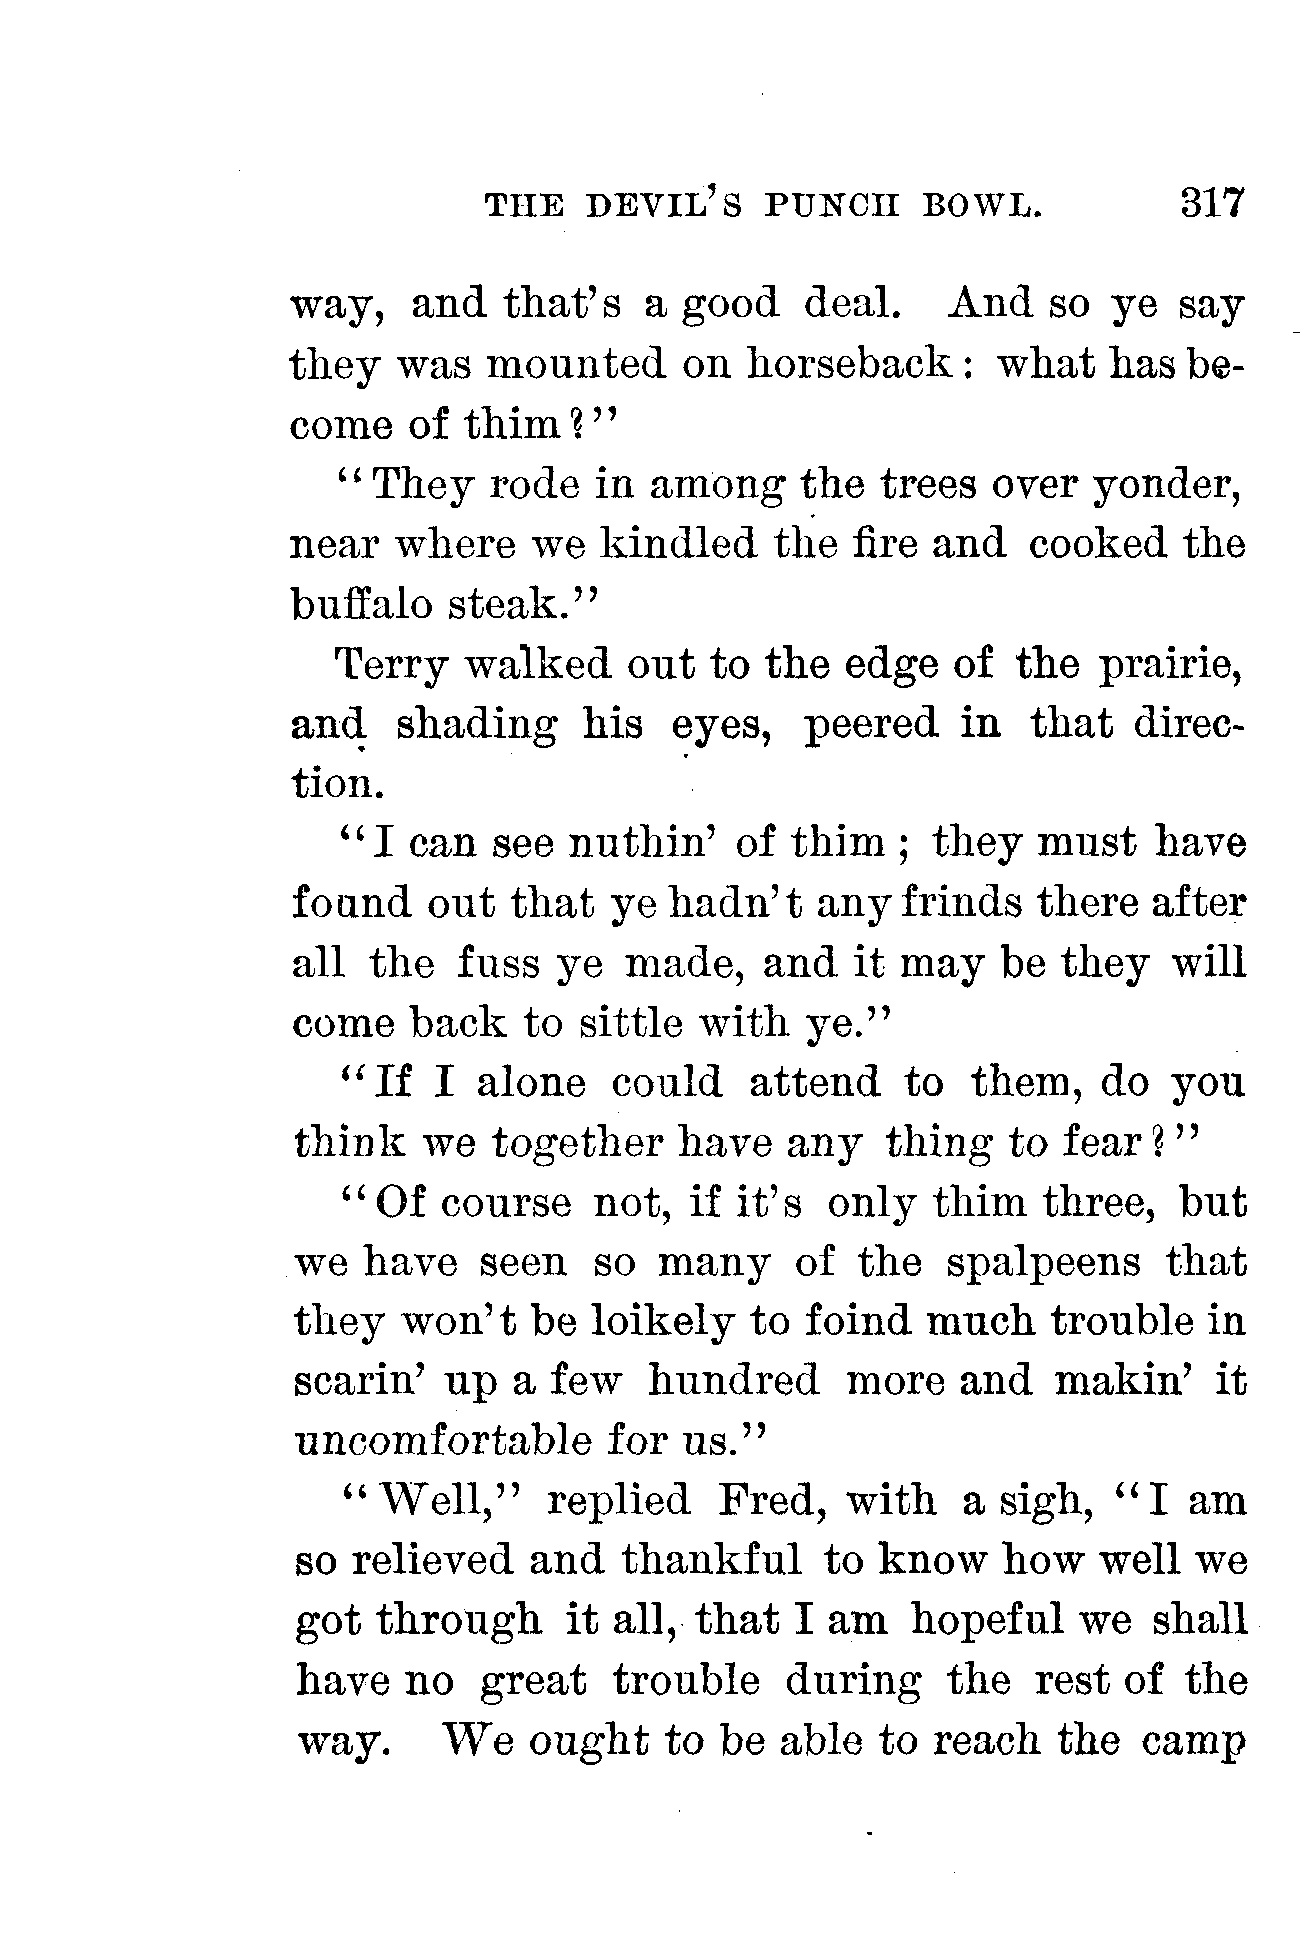 THE DEVIL'S PUNCH BOWL. 317
way, and that's a good deal. And so ye say
they was mounted on horseback: what has be-
come of thim?"
"They rode in among the trees over yonder,
near where we kindled the fire and cooked the
buffalo steak."
Terry walked out to the edge of the prairie,
and shading his eyes, peered in that direc-
tion.
"I can see nuthin' of thim; they must have
found out that ye hadn't any frinds there after
all the fuss ye made, and it may be they will
come back to sittle with ye."
"If I alone could attend to them, do you
think we together have any thing to fear?"
"Of course not, if it's only thim three, but
we have seen so many of the spalpeens that
they won't be loikely to foind much trouble in
scarin' up a few hundred more and makin' it
uncomfortable for us."
"Well," replied Fred, with a sigh, "I am
so relieved and thankful to know how well we
got through it all, that I am hopeful we shall
have no great trouble during the rest of the
way. We ought to be able to reach the camp